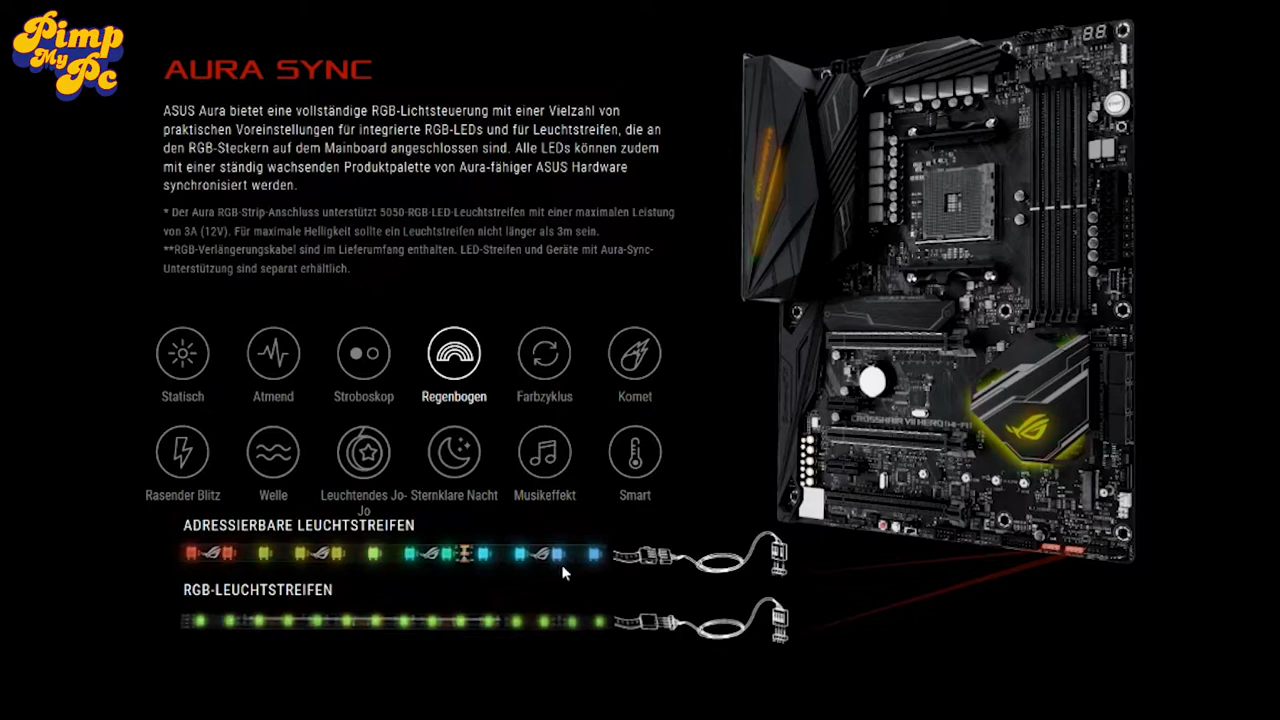 Pimp
My
Pc
AURA SYNC
ASUS Aura bietet eine vollständige RGB-Lichtsteuerung mit einer Vielzahl von
praktischen Voreinstellungen für integrierte RGB-LEDs und für Leuchtstreifen, die an
den RGB-Steckern auf dem Mainboard angeschlossen sind. Alle LEDs können zudem
mit einer ständig wachsenden Produktpalette von Aura-fähiger ASUS Hardware
synchronisiert werden.
* Der Aura RGB-Strip-Anschluss unterstützt 5050-RGB-LED-Leuchtstreifen mit einer maximalen Leistung
von 3A (12V). Für maximale Helligkeit sollte ein Leuchtstreifen nicht länger als 3m sein.
**RGB-Verlängerungskabel sind im Lieferumfang enthalten. LED-Streifen und Geräte mit Aura-Sync-
Unterstützung sind separat erhältlich.
Statisch
Atmend
Stroboskop
Regenbogen
Farbzyklus
Komet
Rasender Blitz
Welle
Leuchtendes Jo-
Jo
Sternklare Nacht
Musikeffekt
Smart
ADRESSIERBARE LEUCHTSTREIFEN
RGB-LEUCHTSTREIFEN
CROSSHAIR VII HERO (WI-FI)